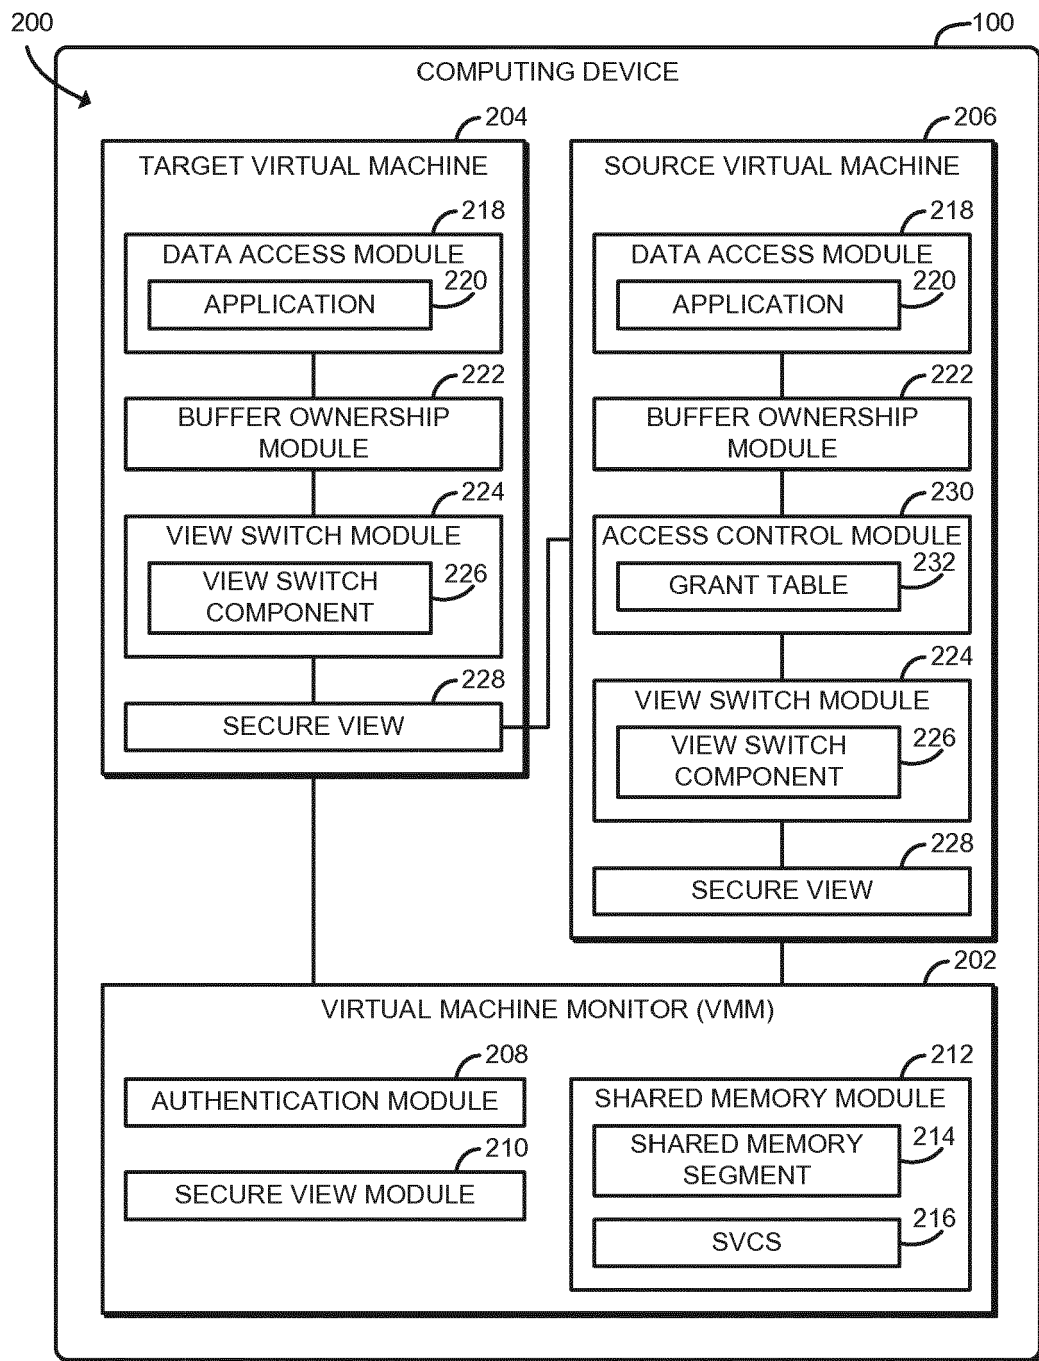 200
100
COMPUTING DEVICE
204
TARGET VIRTUAL MACHINE
218
DATA ACCESS MODULE
220
APPLICATION
222
BUFFER OWNERSHIP
MODULE
224
VIEW SWITCH MODULE
VIEW SWITCH
COMPONENT
226
228
SECURE VIEW
206
SOURCE VIRTUAL MACHINE
218
DATA ACCESS MODULE
220
APPLICATION
222
BUFFER OWNERSHIP
MODULE
230
ACCESS CONTROL MODULE
232
GRANT TABLE
224
VIEW SWITCH MODULE
VIEW SWITCH
COMPONENT
226
228
SECURE VIEW
202
VIRTUAL MACHINE MONITOR (VMM)
208
AUTHENTICATION MODULE
210
SECURE VIEW MODULE
212
SHARED MEMORY MODULE
SHARED MEMORY
SEGMENT
214
216
SVCS